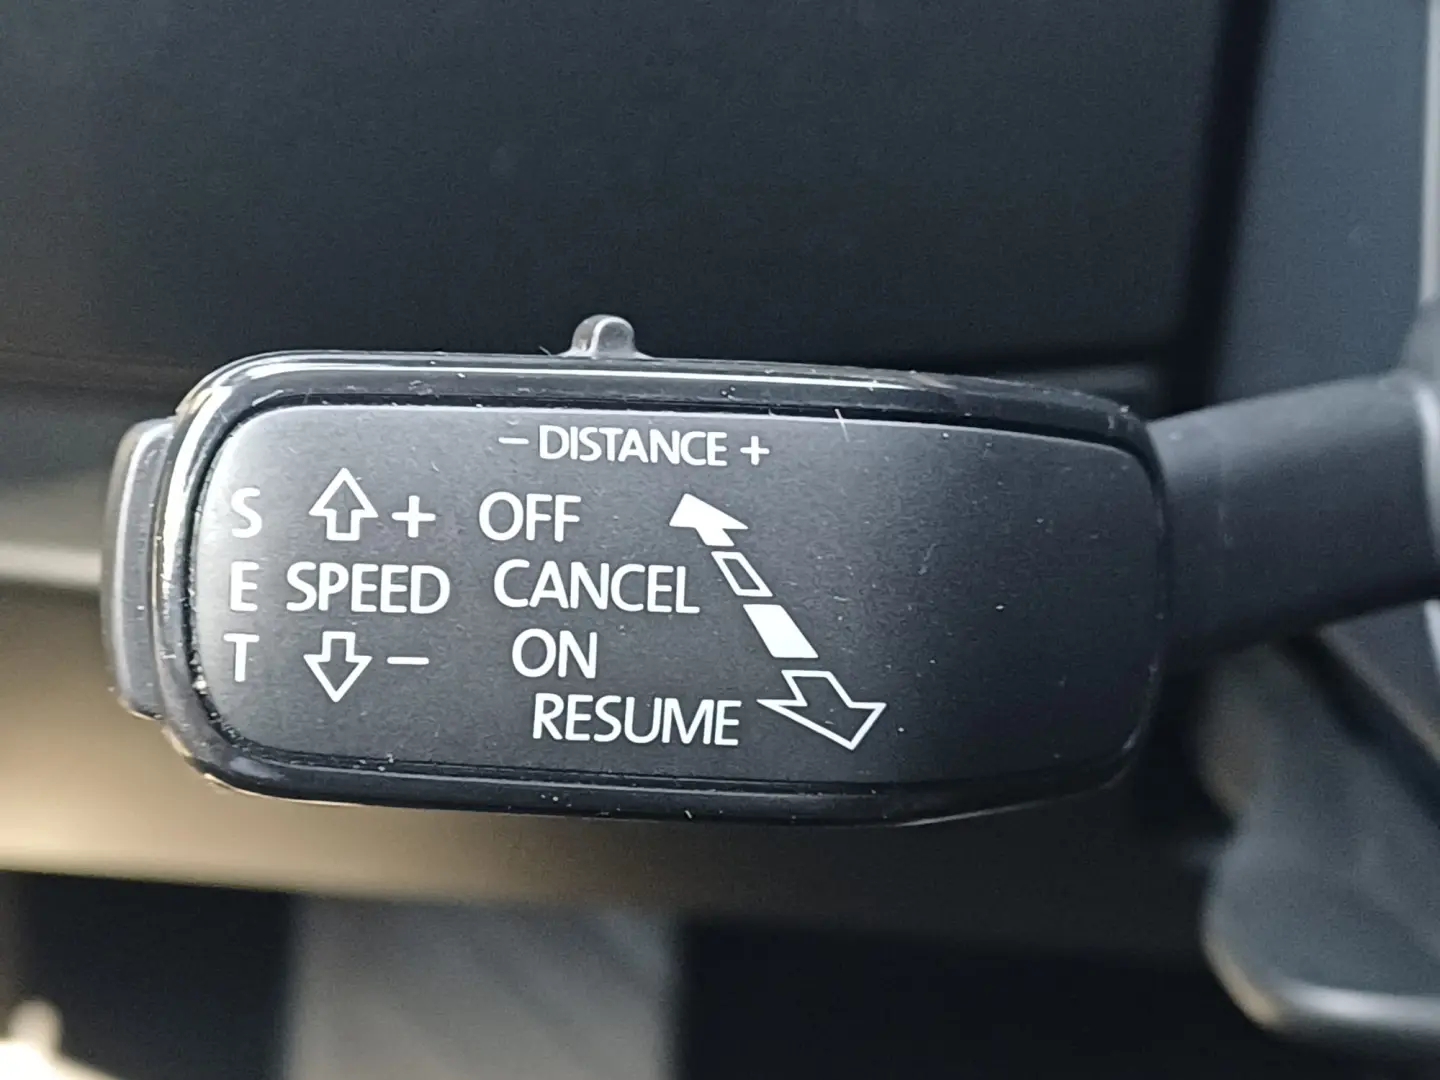 – DISTANCE +
S + OFF
E SPEED CANCEL
T – ON
RESUME